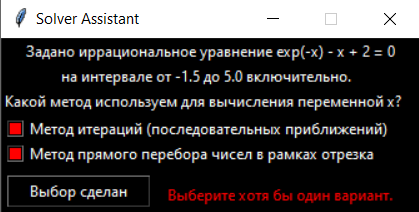 Solver Assistant
Задано иррациональное уравнение exp(-x) - x + 2 = 0
на интервале от -1.5 до 5.0 включительно.
Какой метод используем для вычисления переменной x?
Метод итераций (последовательных приближений)
Метод прямого перебора чисел в рамках отрезка
Выбор сделан
Выберите хотя бы один вариант.